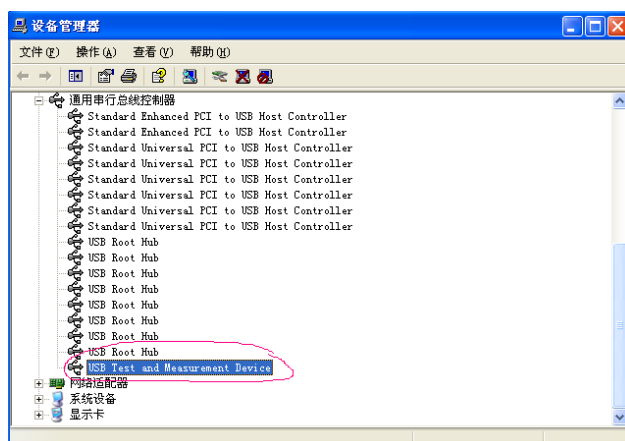 设备管理器
文件(F) 操作(A) 查看(V) 帮助(H)
通用串行总线控制器
Standard Enhanced PCI to USB Host Controller
Standard Enhanced PCI to USB Host Controller
Standard Universal PCI to USB Host Controller
Standard Universal PCI to USB Host Controller
Standard Universal PCI to USB Host Controller
Standard Universal PCI to USB Host Controller
Standard Universal PCI to USB Host Controller
Standard Universal PCI to USB Host Controller
USB Root Hub
USB Root Hub
USB Root Hub
USB Root Hub
USB Root Hub
USB Root Hub
USB Root Hub
USB Root Hub
USB Test and Measurement Device
网络适配器
系统设备
显示卡